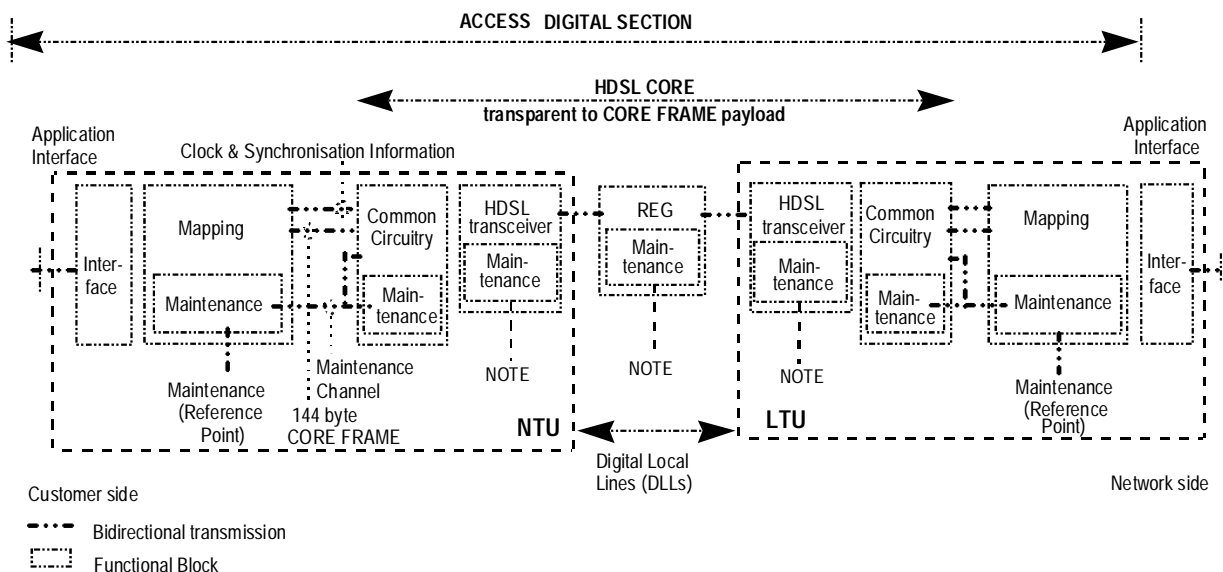 ACCESS DIGITAL SECTION
HDSL CORE
transparent to CORE FRAME payload
Application
Interface
Clock & Synchronisation Information
Application
Interface
Inter-
face
Mapping
Maintenance
Common
Circuitry
Main-
tenance
HDSL
transceiver
Main-
tenance
REG
Main-
tenance
HDSL
transceiver
Main-
tenance
Common
Circuitry
Main-
tenance
Mapping
Maintenance
Inter-
face
Maintenance
(Reference
Point)
Maintenance
Channel
144 byte
CORE FRAME
NOTE
NOTE
NOTE
Maintenance
(Reference
Point)
NTU
LTU
Digital Local
Lines (DLLs)
Customer side
Network side
Bidirectional transmission
Functional Block